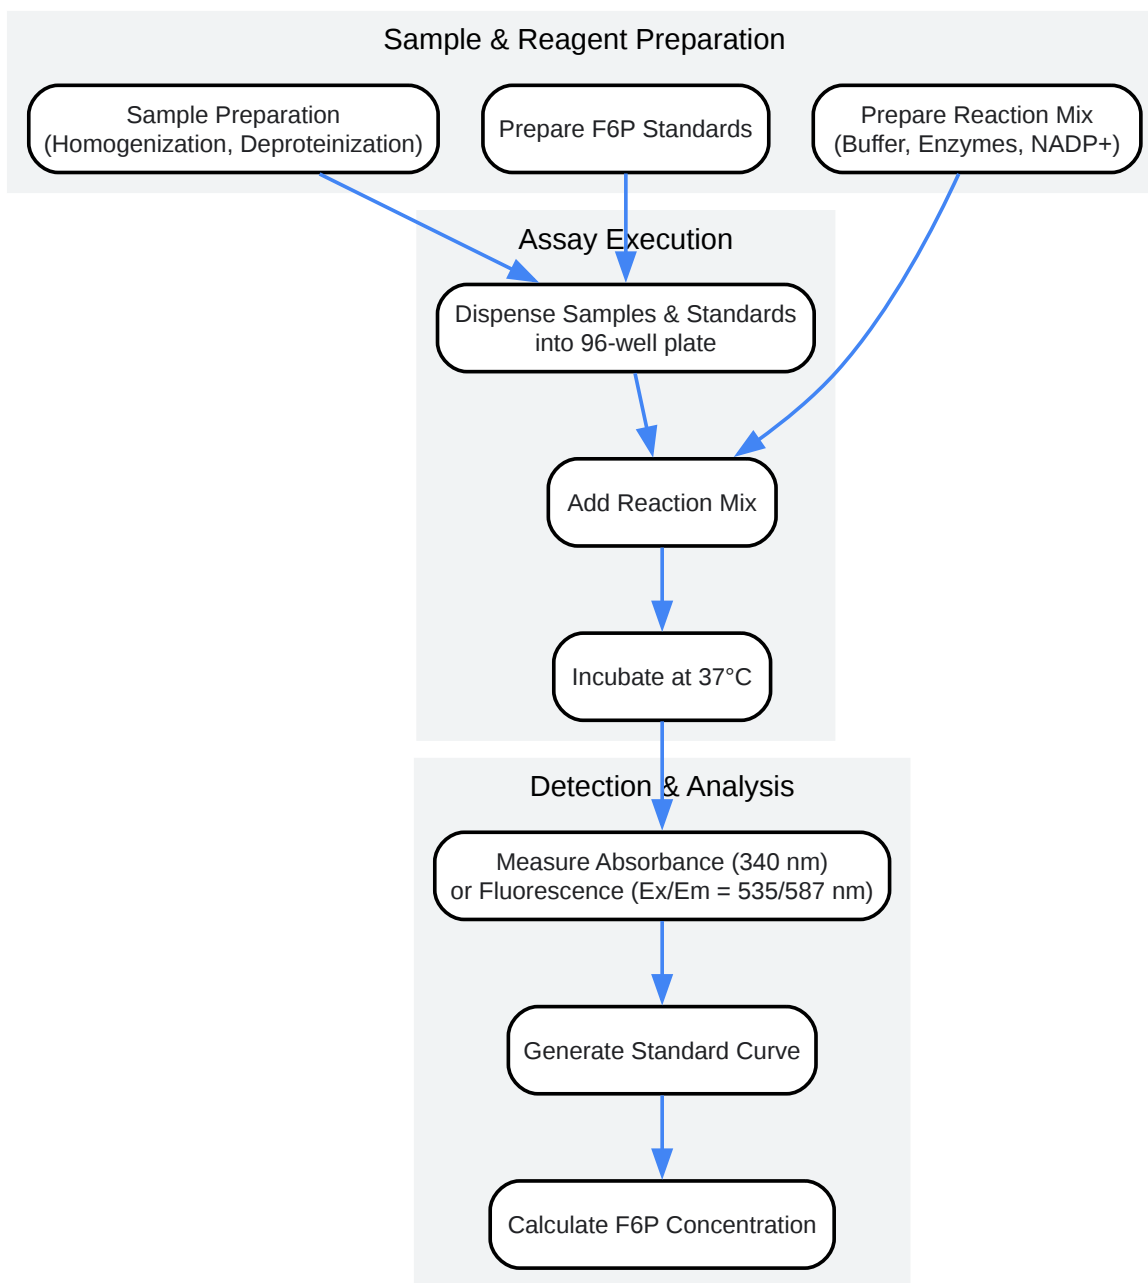 Sample & Reagent Preparation
Sample Preparation
(Homogenization, Deproteinization)
Prepare F6P Standards
Prepare Reaction Mix
(Buffer, Enzymes, NADP+)
Assay Execution
Dispense Samples & Standards
into 96-well plate
Add Reaction Mix
Incubate at 37°C
Detection & Analysis
Measure Absorbance (340 nm)
or Fluorescence (Ex/Em = 535/587 nm)
Generate Standard Curve
Calculate F6P Concentration